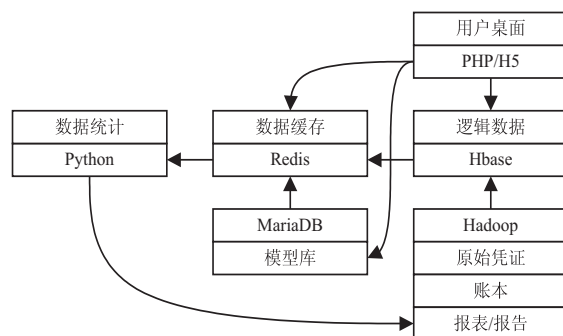 用户桌面
PHP/H5
数据统计
Python
数据缓存
Redis
逻辑数据
Hbase
MariaDB
模型库
Hadoop
原始凭证
账本
报表/报告